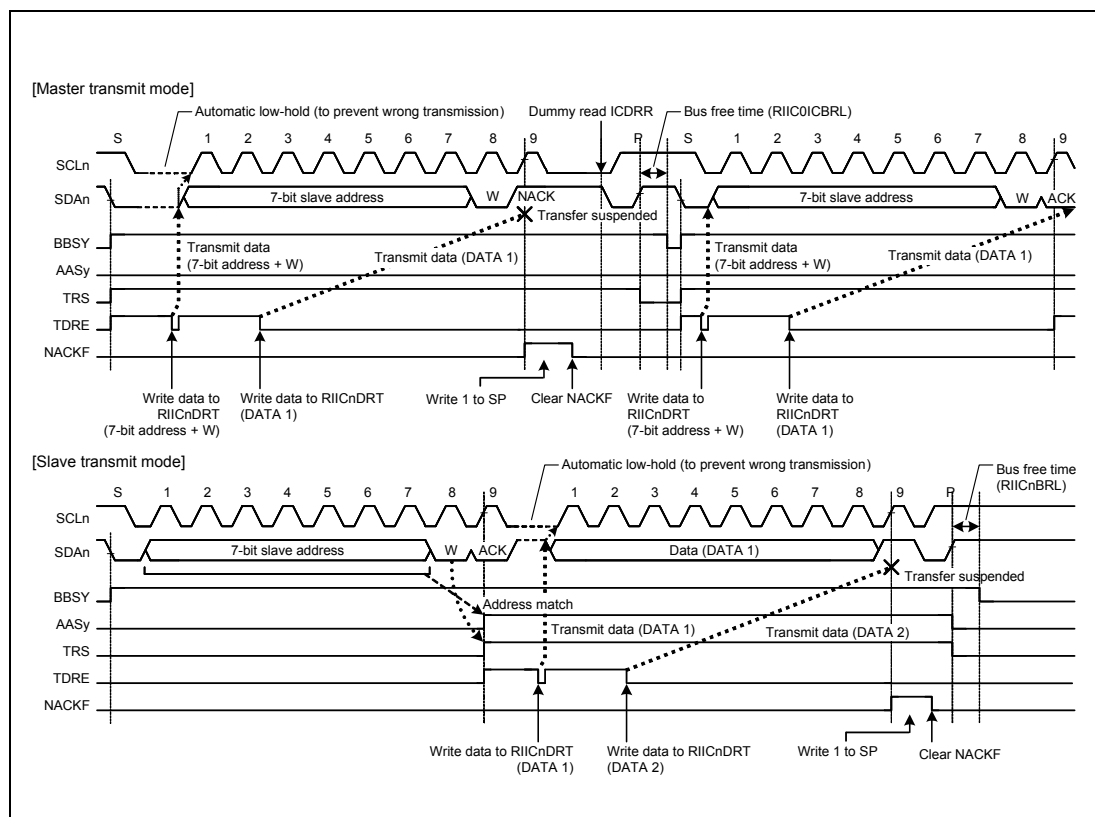 [Master transmit mode]
Automatic low-hold (to prevent wrong transmission)
Dummy read ICDRR
Bus free time (RIIC0ICBRL)
S 1 2 3 4 5 6 7 8 9 P S 1 2 3 4 5 6 7 8 9
SCLn
SDAn
7-bit slave address
W
NACK
7-bit slave address
W
ACK
Transfer suspended
BBSY
Transmit data
(7-bit address + W)
Transmit data (DATA 1)
Transmit data
(7-bit address + W)
Transmit data (DATA 1)
AASy
TRS
TDRE
NACKF
Write data to
RIICnDRT
(7-bit address + W)
Write data to RIICnDRT
(DATA 1)
Write 1 to SP
Clear NACKF
Write data to
RIICnDRT
(7-bit address + W)
Write data to
RIICnDRT
(DATA 1)
[Slave transmit mode]
Automatic low-hold (to prevent wrong transmission)
Bus free time
(RIICnBRL)
S 1 2 3 4 5 6 7 8 9 1 2 3 4 5 6 7 8 9 P
SCLn
SDAn
7-bit slave address
W
ACK
Data (DATA 1)
Transfer suspended
BBSY
Address match
AASy
Transmit data (DATA 1)
Transmit data (DATA 2)
TRS
TDRE
NACKF
Write data to RIICnDRT
(DATA 1)
Write data to RIICnDRT
(DATA 2)
Write 1 to SP
Clear NACKF